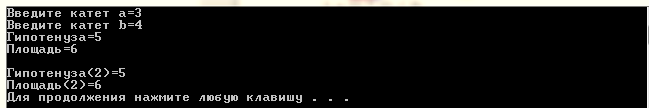 Введите катет a=3
Введите катет b=4
Гипотенуза=5
Площадь=6
Гипотенуза(2)=5
Площадь(2)=6
Для продолжения нажмите любую клавишу . . .